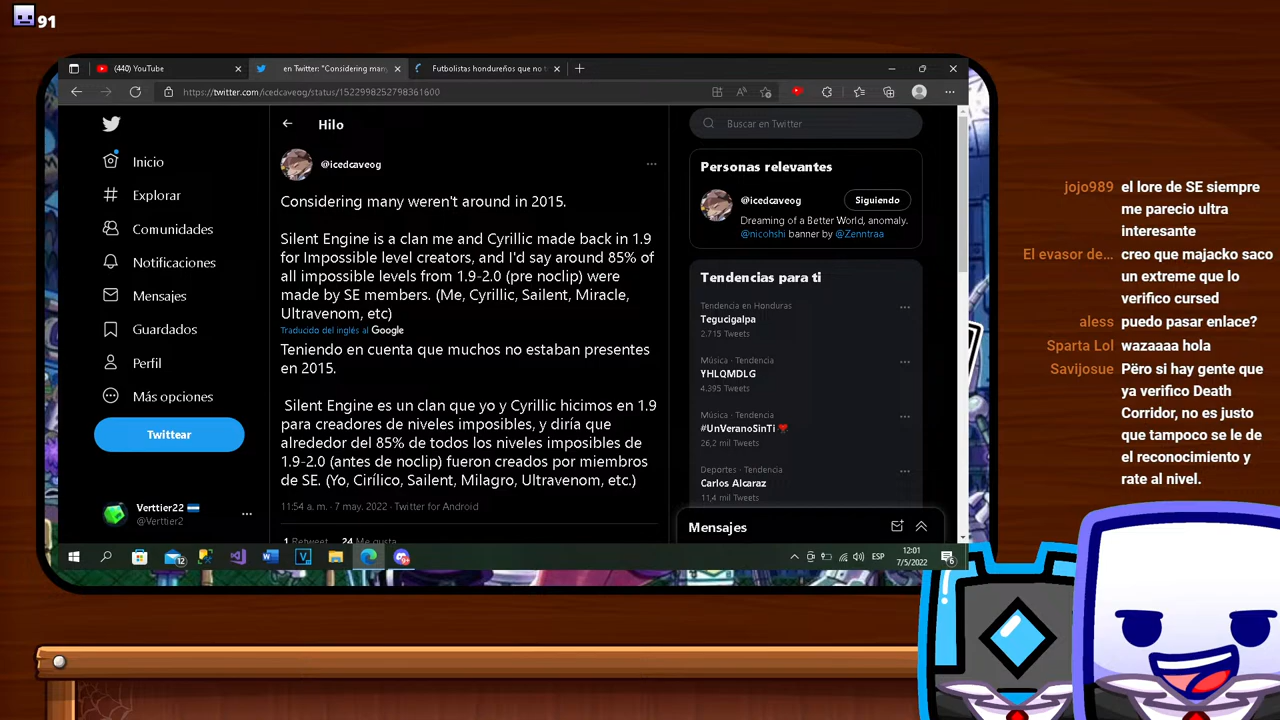 91
(440) YouTube
en Twitter: "Considering many
Futbolistas hondureños que no t
https://twitter.com/icedcaveog/status/1522998252798361600
Hilo
Buscar en Twitter
Inicio
Explorar
Comunidades
Notificaciones
Mensajes
Guardados
Perfil
Más opciones
Twittear
Verttier22
@Verttier2
@icedcaveog
Considering many weren't around in 2015.
Silent Engine is a clan me and Cyrillic made back in 1.9
for Impossible level creators, and I'd say around 85% of
all impossible levels from 1.9-2.0 (pre noclip) were
made by SE members. (Me, Cyrillic, Sailent, Miracle,
Ultravenom, etc)
Traducido del inglés al Google
Teniendo en cuenta que muchos no estaban presentes
en 2015.
Silent Engine es un clan que yo y Cyrillic hicimos en 1.9
para creadores de niveles imposibles, y diría que
alrededor del 85% de todos los niveles imposibles de
1.9-2.0 (antes de noclip) fueron creados por miembros
de SE. (Yo, Cirílico, Sailent, Milagro, Ultravenom, etc.)
11:54 a. m. · 7 may. 2022 · Twitter for Android
1 Retweet 24 Me gusta
Personas relevantes
@icedcaveog
Siguiendo
Dreaming of a Better World, anomaly.
@nicohshi banner by @Zenntraa
Tendencias para ti
Tendencia en Honduras
Tegucigalpa
2.715 Tweets
Música · Tendencia
YHLQMDLG
4.395 Tweets
Música · Tendencia
#UnVeranoSinTi
26,2 mil Tweets
Deportes · Tendencia
Carlos Alcaraz
11,4 mil Tweets
Mensajes
12
ESP
12:01
7/5/2022
6
jojo989 el lore de SE siempre
me parecio ultra
interesante
El evasor de... creo que majacko saco
un extreme que lo
verifico cursed
aless puedo pasar enlace?
Sparta Lol wazaaaa hola
Savijosue Përo si hay gente que
ya verifico Death
Corridor, no es justo
que tampoco se le de
el reconocimiento y
rate al nivel.